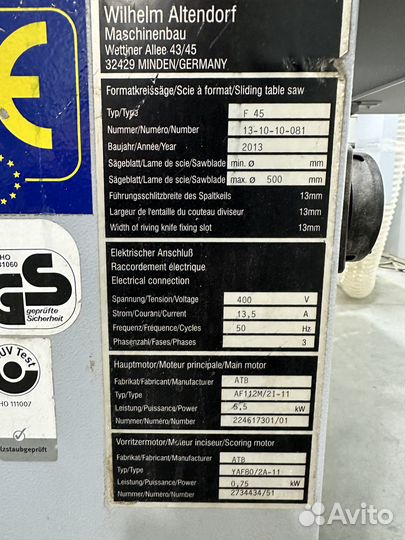 Wilhelm Altendorf
Maschinenbau
Wettiner Allee 43/45
32429 MINDEN/GERMANY
Formatkreissäge/Scie à format/Sliding table saw
Typ/Type F 45
Nummer/Numéro/Number 13-10-10-081
Baujahr/Année/Year 2013
Sägeblatt/Lame de scie/Sawblade min. ø mm
Sägeblatt/Lame de scie/Sawblade max. ø 500 mm
Führungsschlitzbreite des Spaltkeils 13mm
Largeur de l'entaille du couteau diviseur 13mm
Width of riving knife fixing slot 13mm
Elektrischer Anschluß
Raccordement électrique
Electrical connection
Spannung/Tension/Voltage 400 V
Strom/Courant/Current 13,5 A
Frequenz/Fréquence/Cycles 50 Hz
Phasenzahl/Fases/Phases 3
Hauptmotor/Moteur principale/Main motor
Fabrikat/Fabricant/Manufacturer ATB
Typ/Type AF112M/2I-11
Leistung/Puissance/Power 5,5 kW
Nummer/Numéro/Number 224617301/01
Vorritzermotor/Moteur inciseur/Scoring motor
Fabrikat/Fabricant/Manufacturer ATB
Typ/Type YAF80/2A-11
Leistung/Puissance/Power 0,75 kW
Nummer/Numéro/Number 2734434/51
CE
HO
GS
geprüfte
Sicherheit
UV Test
HO 111007
lzstaubgeprüft
Avito